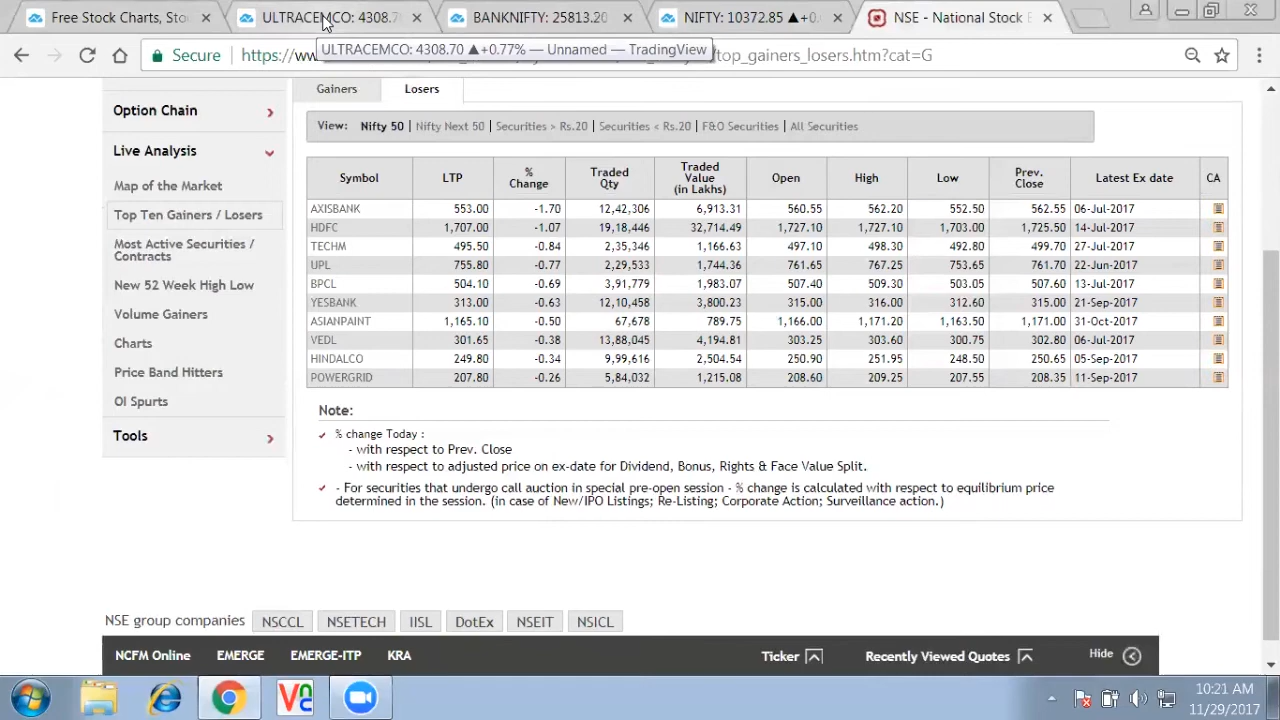 Free Stock Charts, Sto
ULTRACEMCO: 4308.7
BANKNIFTY: 25813.20
NIFTY: 10372.85 ▲+0.
NSE - National Stock E
ULTRACEMCO: 4308.70 ▲+0.77% — Unnamed — TradingView
Secure
https://www
top_gainers_losers.htm?cat=G
Option Chain
Live Analysis
Map of the Market
Top Ten Gainers / Losers
Most Active Securities /
Contracts
New 52 Week High Low
Volume Gainers
Charts
Price Band Hitters
OI Spurts
Tools
Gainers Losers
View: Nifty 50 | Nifty Next 50 | Securities > Rs.20 | Securities < Rs.20 | F&O Securities | All Securities
Symbol LTP % Change Traded Qty Traded Value (in Lakhs) Open High Low Prev. Close Latest Ex date CA
AXISBANK 553.00 -1.70 12,42,306 6,913.31 560.55 562.20 552.50 562.55 06-Jul-2017
HDFC 1,707.00 -1.07 19,18,446 32,714.49 1,727.10 1,727.10 1,703.00 1,725.50 14-Jul-2017
TECHM 495.50 -0.84 2,35,346 1,166.63 497.10 498.30 492.80 499.70 27-Jul-2017
UPL 755.80 -0.77 2,29,533 1,744.36 761.65 767.25 753.65 761.70 22-Jun-2017
BPCL 504.10 -0.69 3,91,779 1,983.07 507.40 509.30 503.05 507.60 13-Jul-2017
YESBANK 313.00 -0.63 12,10,458 3,800.23 315.00 316.00 312.60 315.00 21-Sep-2017
ASIANPAINT 1,165.10 -0.50 67,678 789.75 1,166.00 1,171.20 1,163.50 1,171.00 31-Oct-2017
VEDL 301.65 -0.38 13,88,045 4,194.81 303.25 303.60 300.75 302.80 06-Jul-2017
HINDALCO 249.80 -0.34 9,99,616 2,504.54 250.90 251.95 248.50 250.65 05-Sep-2017
POWERGRID 207.80 -0.26 5,84,032 1,215.08 208.60 209.25 207.55 208.35 11-Sep-2017
Note:
% change Today :
- with respect to Prev. Close
- with respect to adjusted price on ex-date for Dividend, Bonus, Rights & Face Value Split.
- For securities that undergo call auction in special pre-open session - % change is calculated with respect to equilibrium price
determined in the session. (in case of New/IPO Listings; Re-Listing; Corporate Action; Surveillance action.)
NSE group companies NSCCL NSETECH IISL DotEx NSEIT NSICL
NCFM Online EMERGE EMERGE-ITP KRA Ticker Recently Viewed Quotes Hide
10:21 AM
11/29/2017